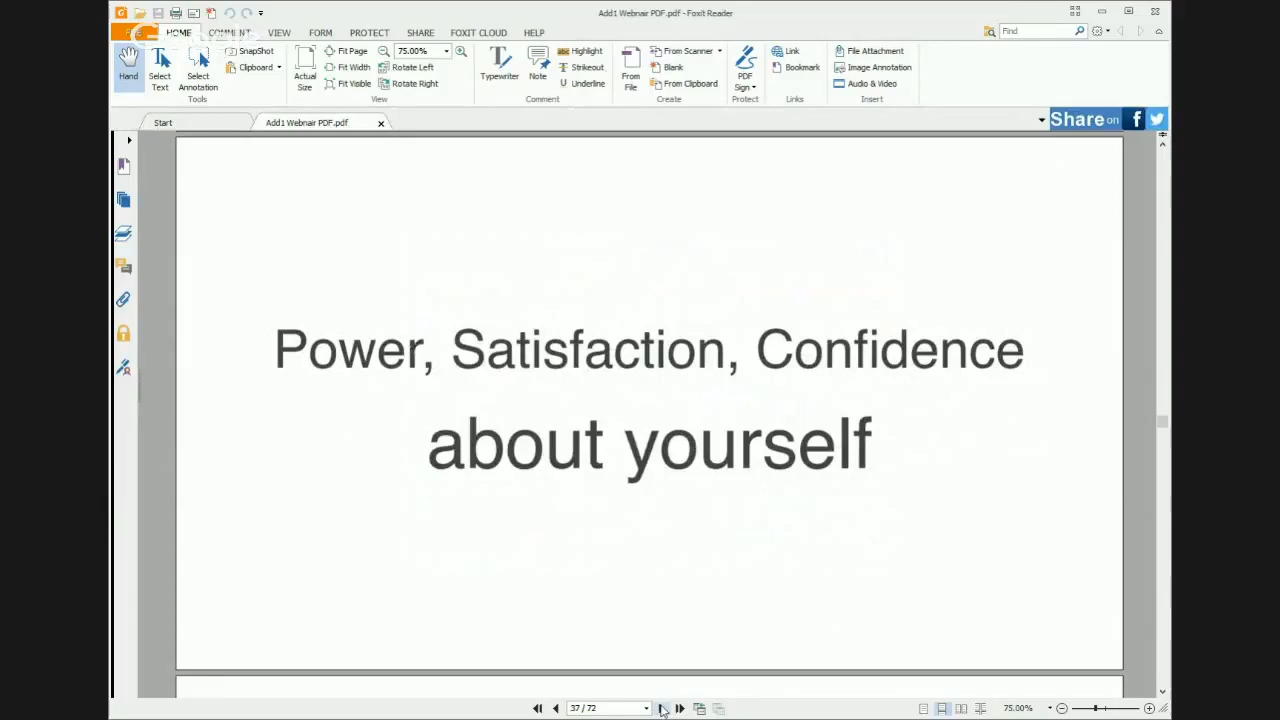 Add1 Webnair PDF.pdf - Foxit Reader
FILE HOME COMMENT VIEW FORM PROTECT SHARE FOXIT CLOUD HELP
Google
Find
Hand
Select Text
Select Annotation
SnapShot
Clipboard
Tools
Actual Size
Fit Page
Fit Width
Fit Visible
75.00%
Rotate Left
Rotate Right
View
Typewriter
Note
Highlight
Strikeout
Underline
Comment
From File
From Scanner
Blank
From Clipboard
Create
PDF Sign
Protect
Link
Bookmark
Links
File Attachment
Image Annotation
Audio & Video
Insert
Start
Add1 Webnair PDF.pdf
Share on
Power, Satisfaction, Confidence
about yourself
37 / 72
75.00%